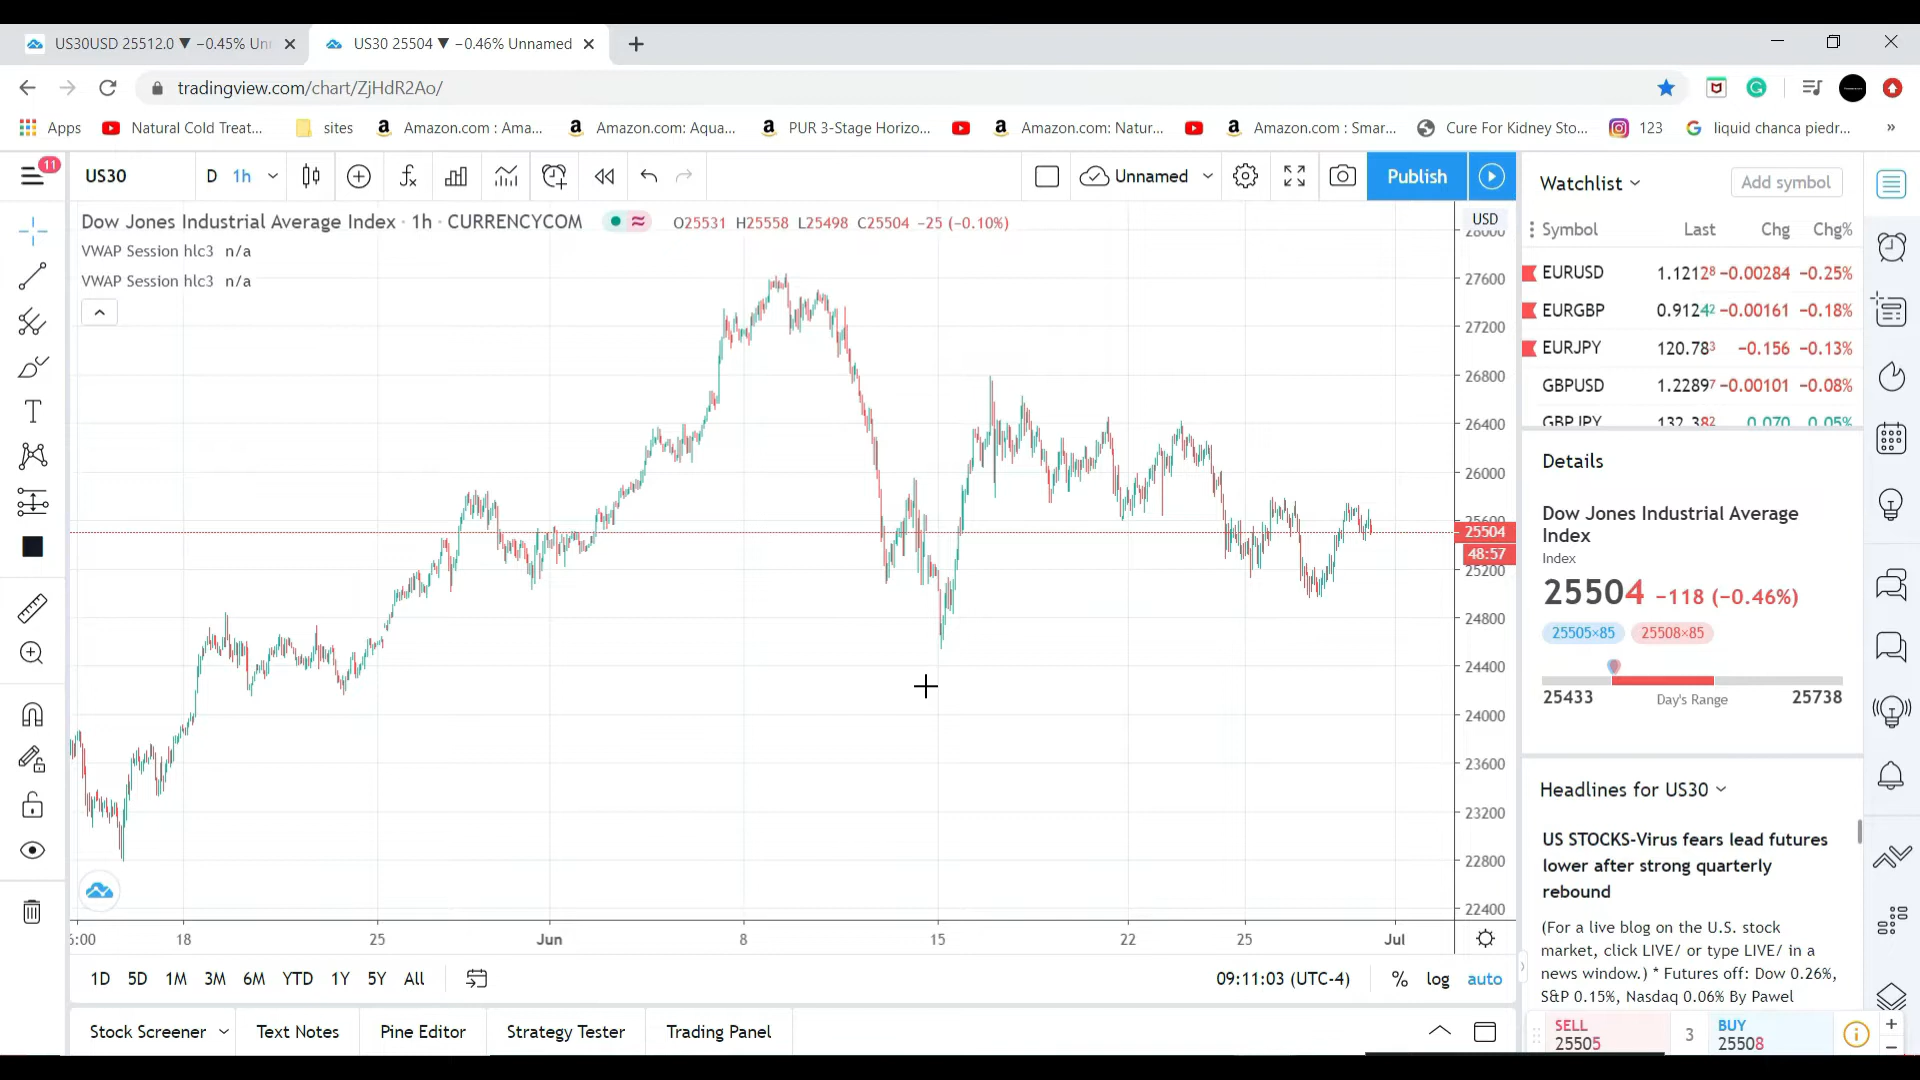 US30USD 25512.0 ▼ −0.45% Unn
US30 25504 ▼ −0.46% Unnamed
tradingview.com/chart/ZjHdR2Ao/
Apps
Natural Cold Treat...
sites
Amazon.com : Ama...
Amazon.com: Aqua...
PUR 3-Stage Horizo...
Amazon.com: Natur...
Amazon.com : Smar...
Cure For Kidney Sto...
123
liquid chanca piedr...
»
11
US30
D 1h
Unnamed
Publish
Dow Jones Industrial Average Index · 1h · CURRENCYCOM
O25531 H25558 L25498 C25504 −25 (−0.10%)
VWAP Session hlc3 n/a
VWAP Session hlc3 n/a
USD
28000
27600
27200
26800
26400
26000
25600
25504
48:57
25200
24800
24400
24000
23600
23200
22800
22400
18 25 Jun 8 15 22 25 Jul
1D 5D 1M 3M 6M YTD 1Y 5Y All
09:11:03 (UTC-4) % log auto
Stock Screener
Text Notes
Pine Editor
Strategy Tester
Trading Panel
Watchlist
Add symbol
Symbol Last Chg Chg%
EURUSD 1.12128 −0.00284 −0.25%
EURGBP 0.91242 −0.00161 −0.18%
EURJPY 120.783 −0.156 −0.13%
GBPUSD 1.22897 −0.00101 −0.08%
GBPJPY 132.382 0.070 0.05%
Details
Dow Jones Industrial Average
Index
Index
25504 −118 (−0.46%)
25505×85 25508×85
25433 Day's Range 25738
Headlines for US30
US STOCKS-Virus fears lead futures
lower after strong quarterly
rebound
(For a live blog on the U.S. stock
market, click LIVE/ or type LIVE/ in a
news window.) * Futures off: Dow 0.26%,
S&P 0.15%, Nasdaq 0.06% By Pawel
SELL
25505
3
BUY
25508